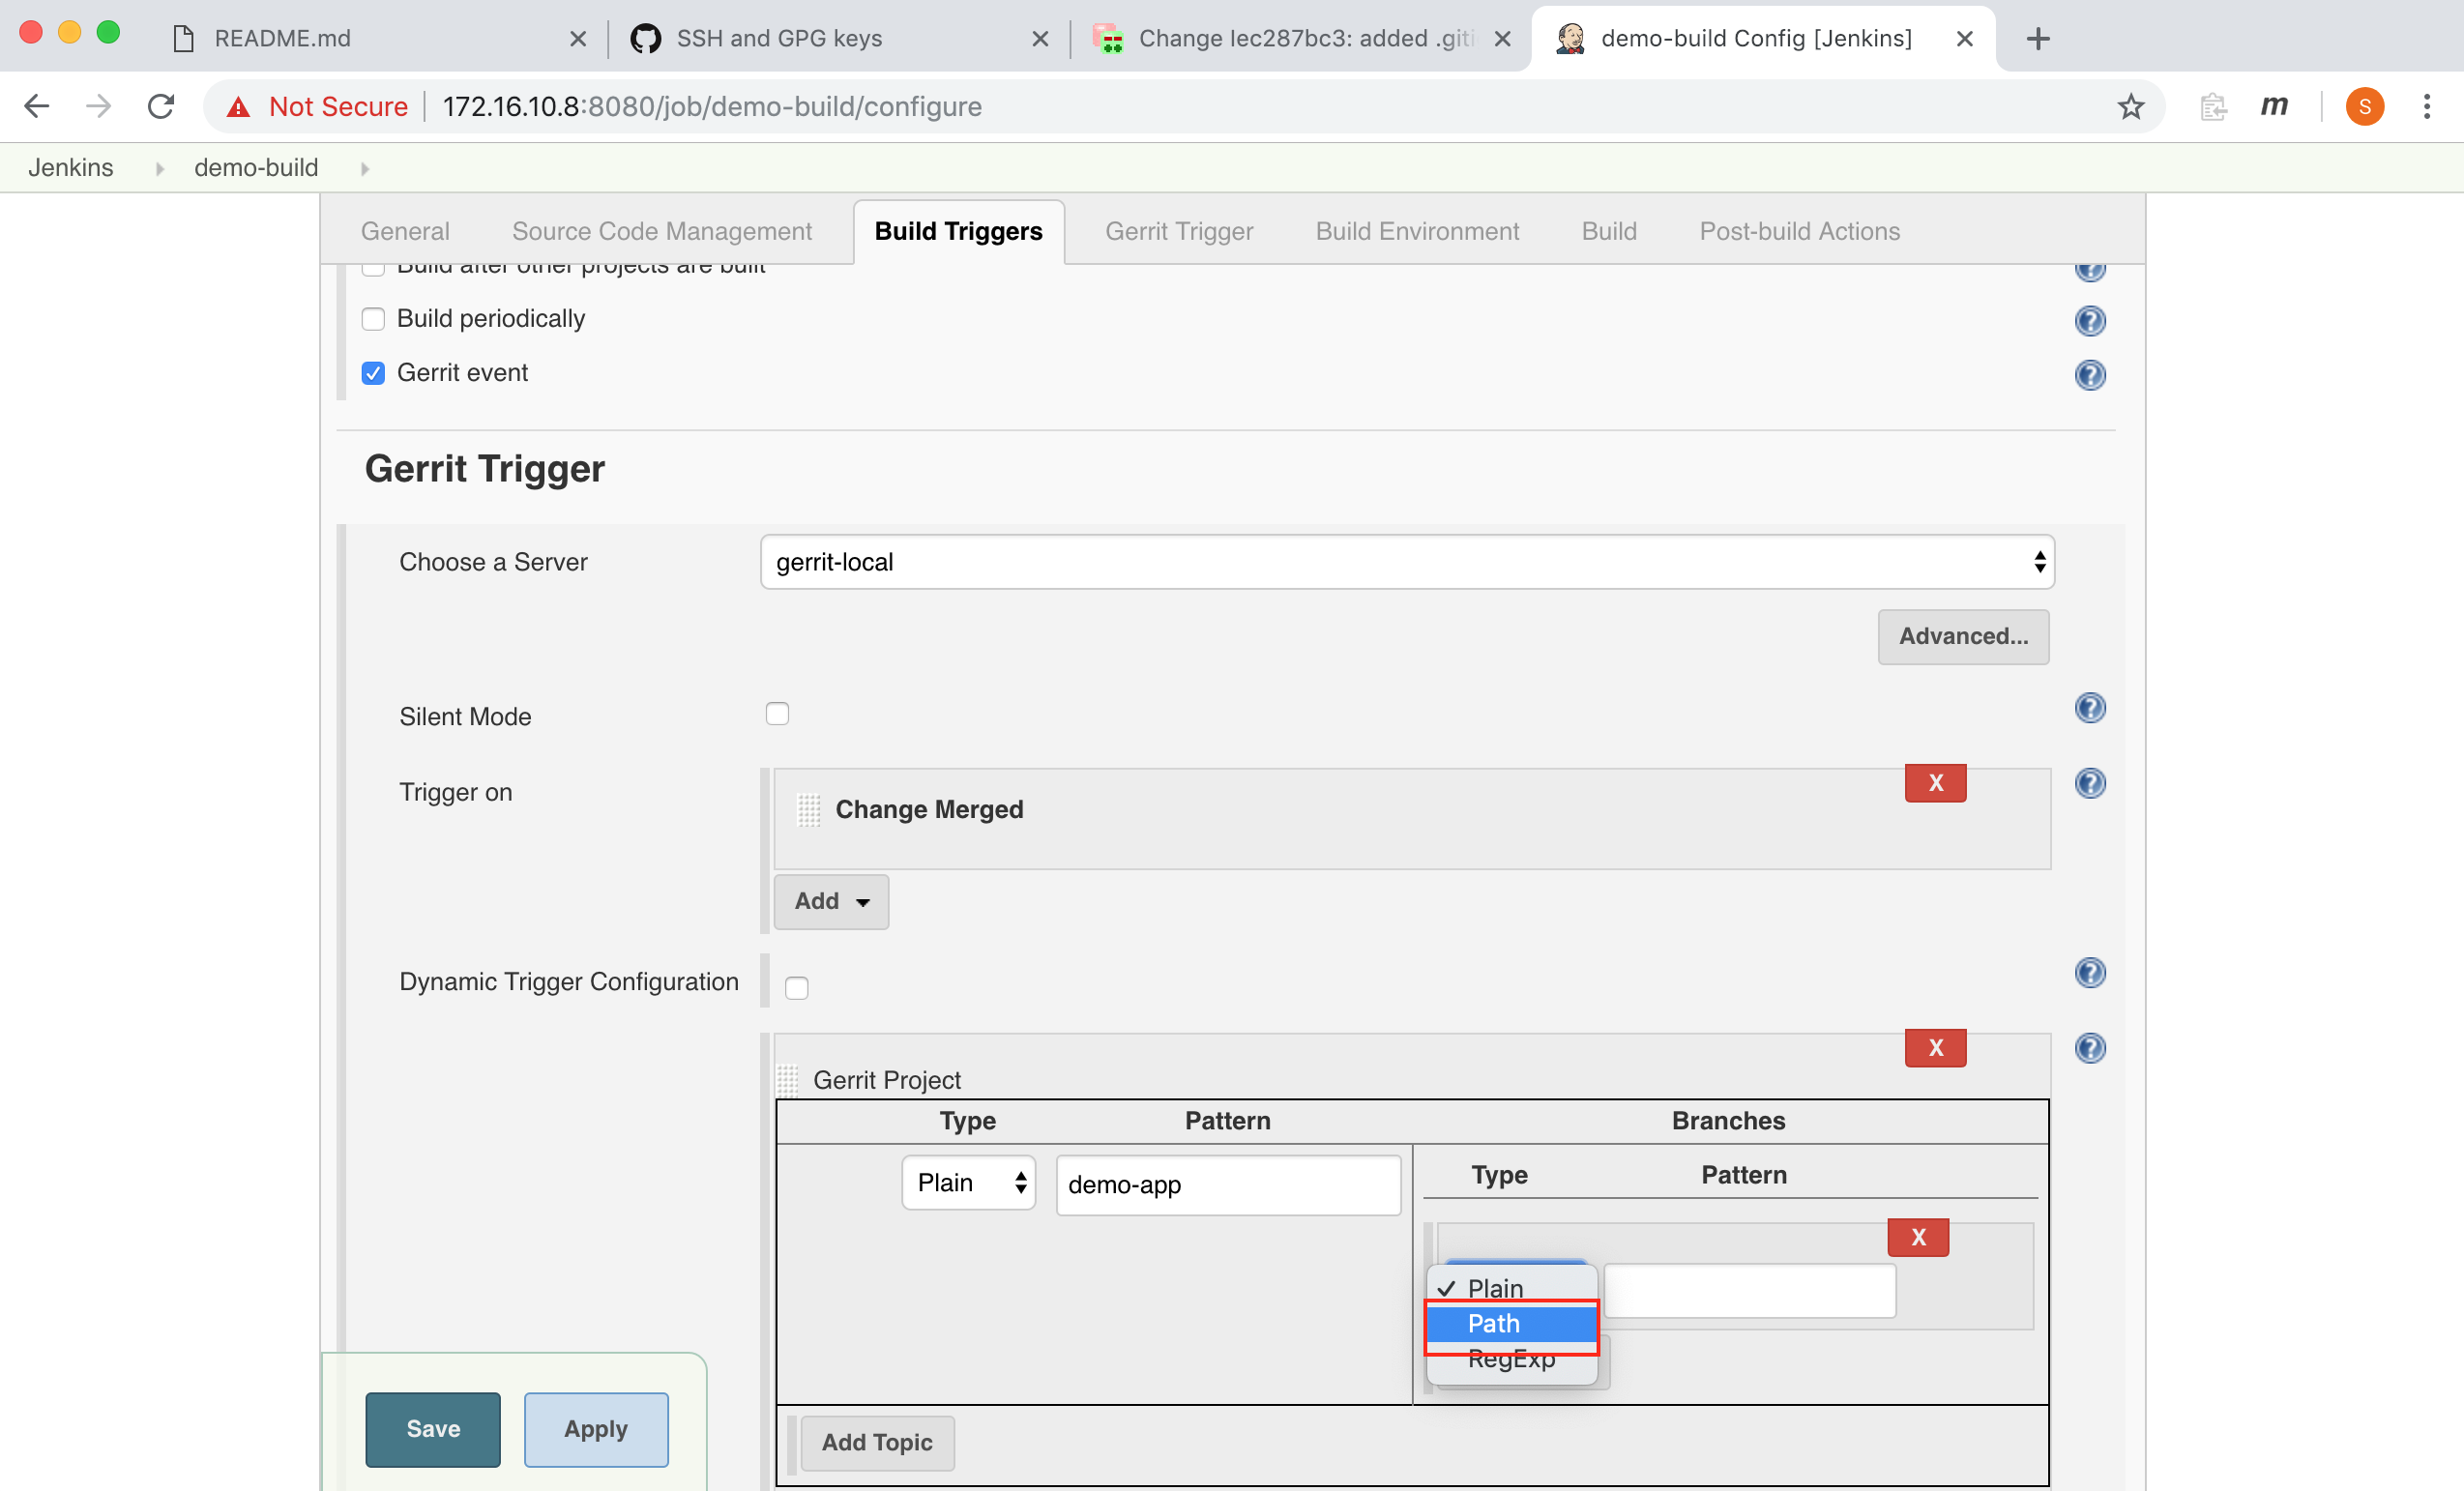 README.md
SSH and GPG keys
Change Iec287bc3: added .giti
demo-build Config [Jenkins]
Not Secure
172.16.10.8:8080/job/demo-build/configure
m
S
Jenkins
demo-build
General
Source Code Management
Build Triggers
Gerrit Trigger
Build Environment
Build
Post-build Actions
Build after other projects are built
Build periodically
Gerrit event
Gerrit Trigger
Choose a Server
gerrit-local
Advanced...
Silent Mode
Trigger on
X
Change Merged
Add
Dynamic Trigger Configuration
X
Gerrit Project
Type
Pattern
Branches
Plain
demo-app
Type
Pattern
X
Plain
Path
RegExp
Save
Apply
Add Topic